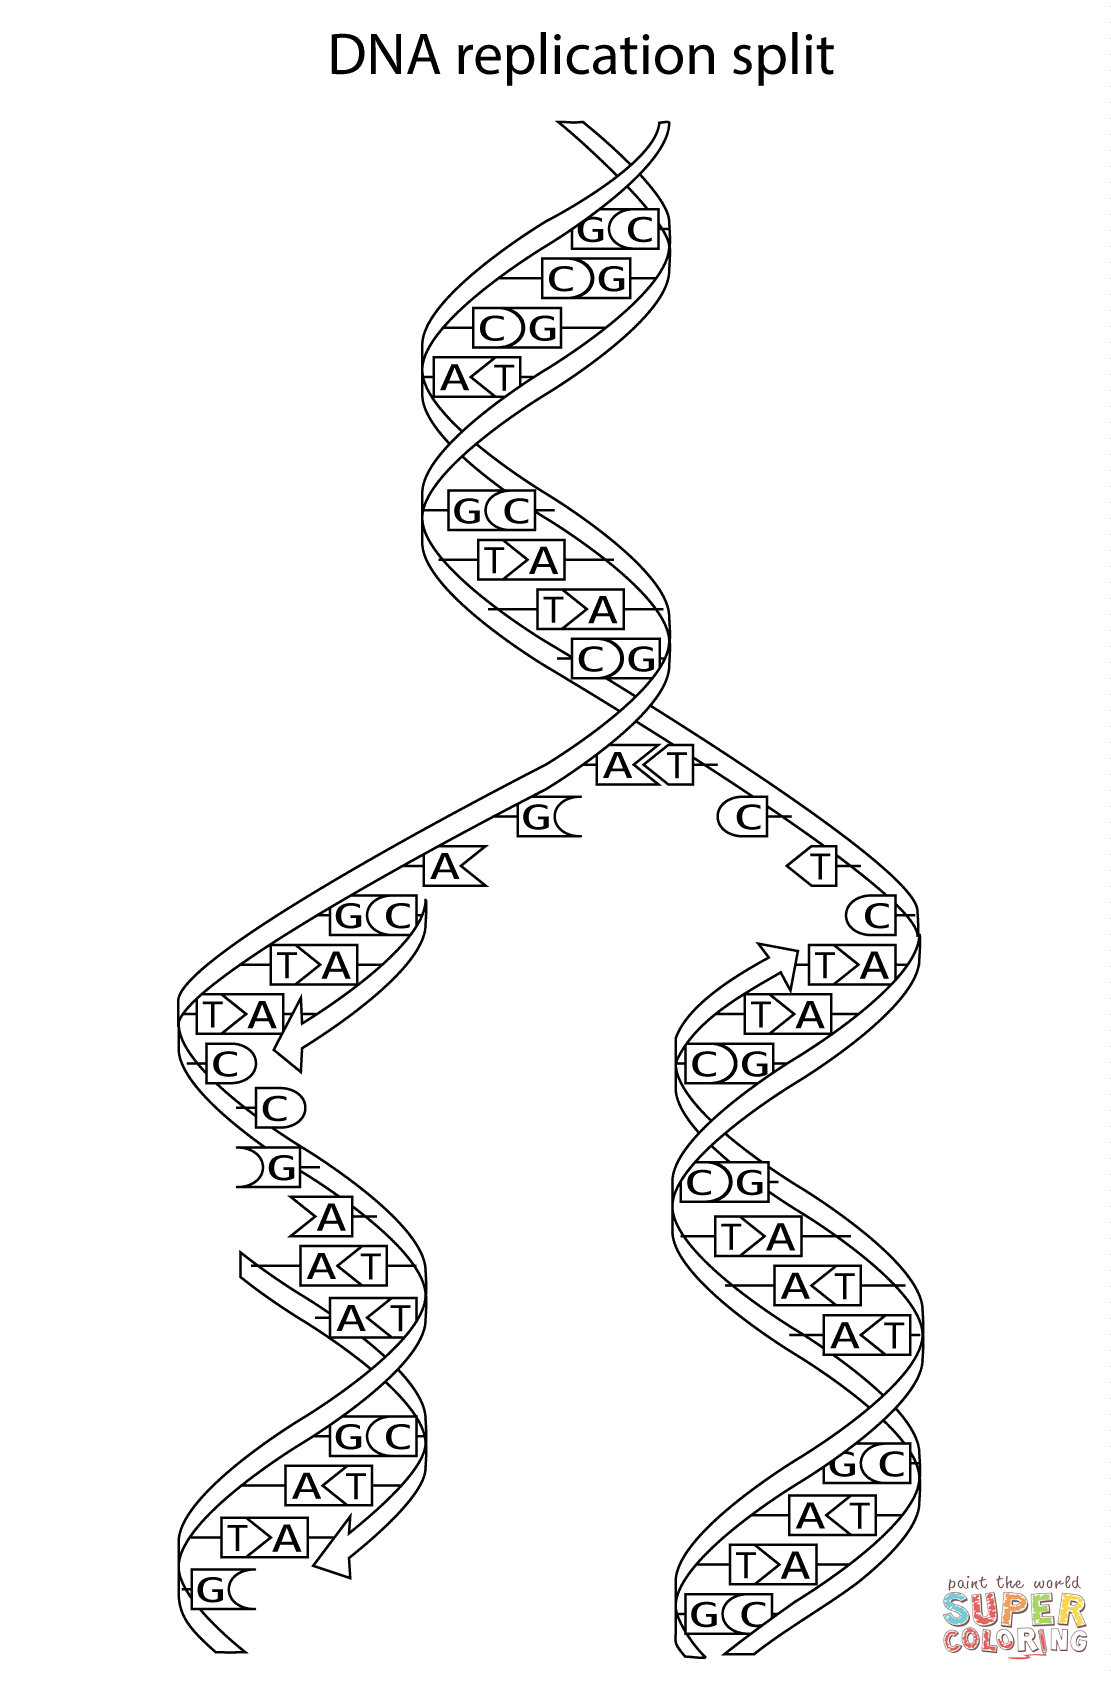 DNA replication split
G C
C G
C G
A T
G C
T A
T A
C G
A T
G C
A T
G C C
T A T A
T A T A
C C G
C
G C G
A T A
A T A T
A T A T
G C G C
A T A T
T A T A
G G C
paint the world
SUPER
COLORING